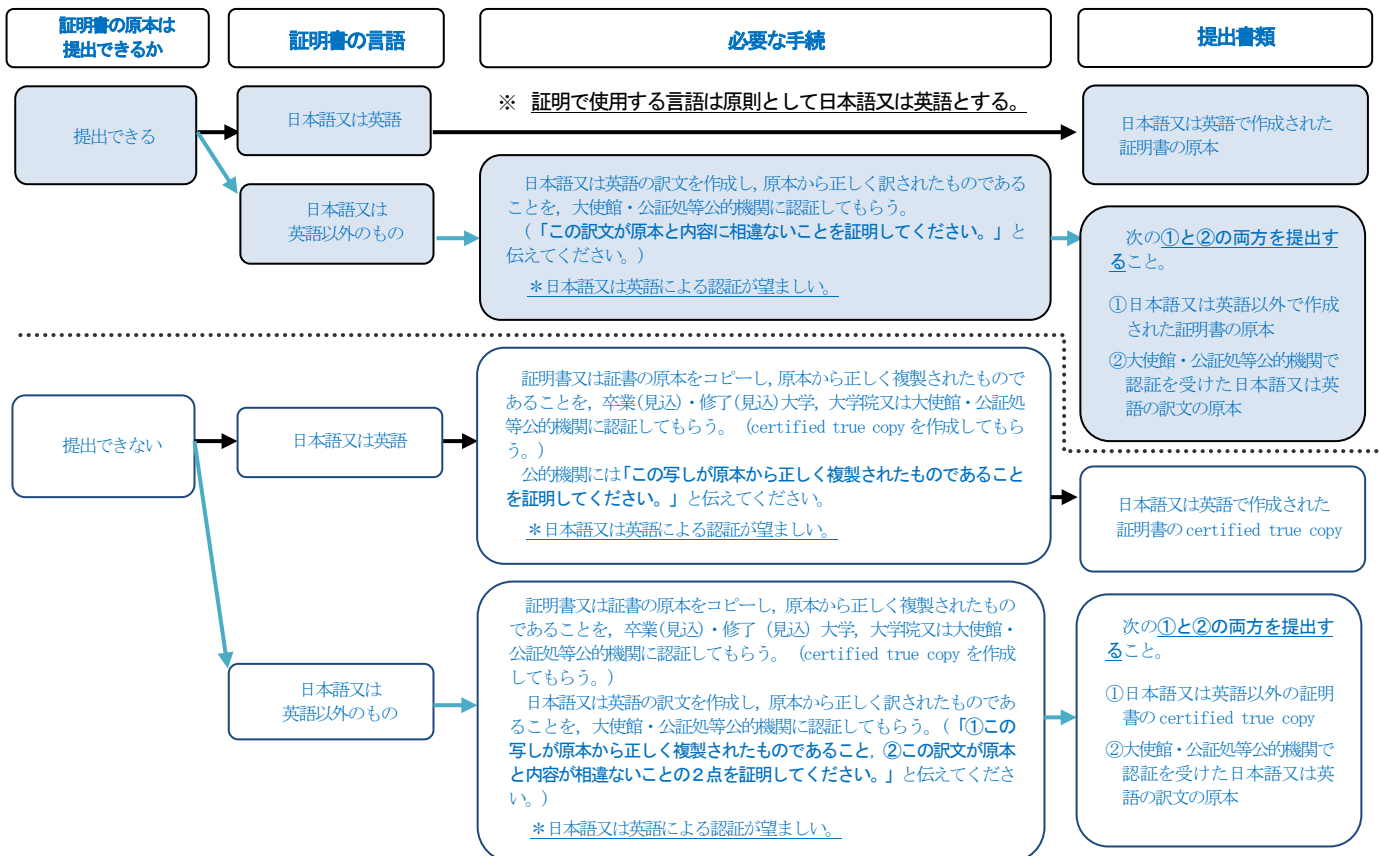 証明書の原本は
提出できるか
証明書の言語
必要な手続
提出書類
提出できる
日本語又は英語
※ 証明で使用する言語は原則として日本語又は英語とする。
日本語又は英語で作成された
証明書の原本
日本語又は
英語以外のもの
日本語又は英語の訳文を作成し，原本から正しく訳されたものである
ことを，大使館・公証処等公的機関に認証してもらう。
（「この訳文が原本と内容に相違ないことを証明してください。」と
伝えてください。）
＊日本語又は英語による認証が望ましい。
次の①と②の両方を提出す
ること。
①日本語又は英語以外で作成
された証明書の原本
②大使館・公証処等公的機関で
認証を受けた日本語又は英
語の訳文の原本
提出できない
日本語又は英語
証明書又は証書の原本をコピーし，原本から正しく複製されたもので
あることを，卒業(見込)・修了(見込)大学，大学院又は大使館・公証処
等公的機関に認証してもらう。（certified true copy を作成してもら
う。）
公的機関には「この写しが原本から正しく複製されたものであること
を証明してください。」と伝えてください。
＊日本語又は英語による認証が望ましい。
日本語又は英語で作成された
証明書の certified true copy
日本語又は
英語以外のもの
証明書又は証書の原本をコピーし，原本から正しく複製されたもの
であることを，卒業(見込)・修了（見込）大学，大学院又は大使館・
公証処等公的機関に認証してもらう。（certified true copy を作成
してもらう。）
日本語又は英語の訳文を作成し，原本から正しく訳されたものであ
ることを，大使館・公証処等公的機関に認証してもらう。（「①この
写しが原本から正しく複製されたものであること，②この訳文が原本
と内容が相違ないことの２点を証明してください。」と伝えてくださ
い。）
＊日本語又は英語による認証が望ましい。
次の①と②の両方を提出す
ること。
①日本語又は英語以外の証明
書の certified true copy
②大使館・公証処等公的機関で
認証を受けた日本語又は英
語の訳文の原本